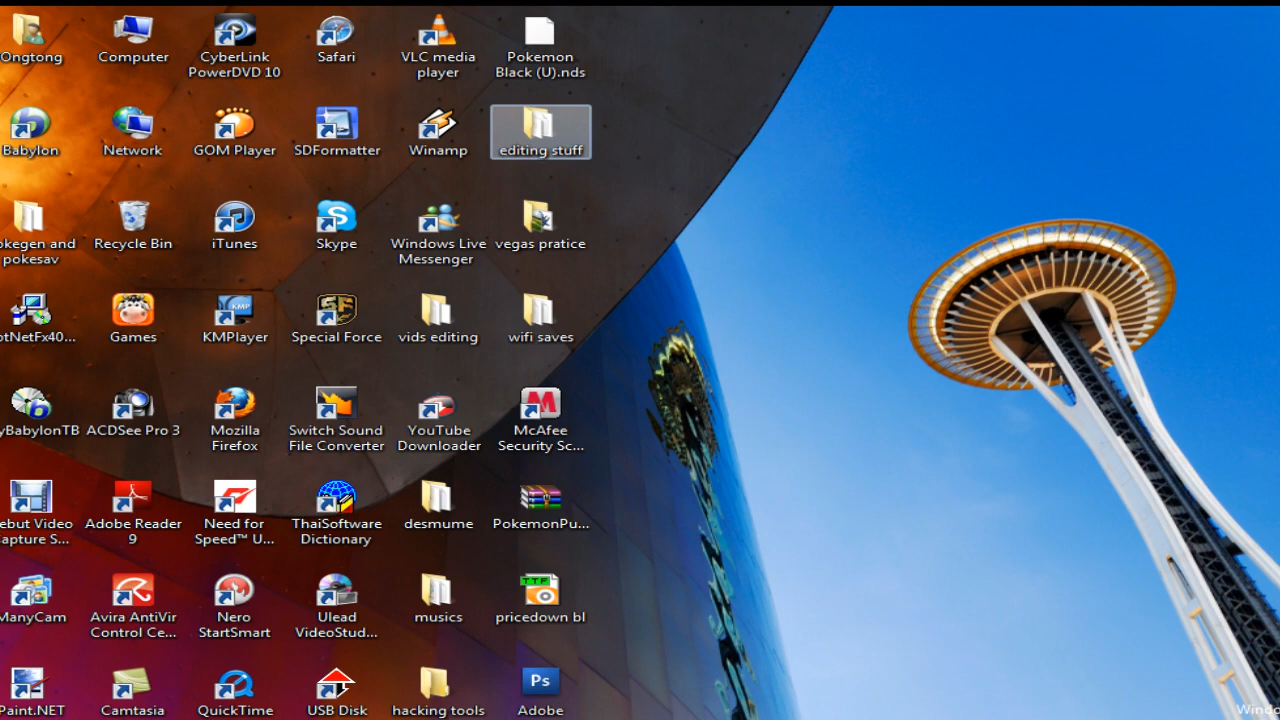 Ongtong
Computer
CyberLink
PowerDVD 10
Safari
VLC media
player
Pokemon
Black (U).nds
Babylon
Network
GOM Player
SDFormatter
Winamp
editing stuff
okegen and
pokesav
Recycle Bin
iTunes
Skype
Windows Live
Messenger
vegas pratice
otNetFx40...
Games
KMPlayer
Special Force
vids editing
wifi saves
yBabylonTB
ACDSee Pro 3
Mozilla
Firefox
Switch Sound
File Converter
YouTube
Downloader
McAfee
Security Sc...
ebut Video
apture S...
Adobe Reader
9
Need for
Speed™ U...
ThaiSoftware
Dictionary
desmume
PokemonPu...
ManyCam
Avira AntiVir
Control Ce...
Nero
StartSmart
Ulead
VideoStud...
musics
TTF
pricedown bl
Paint.NET
Camtasia
QuickTime
USB Disk
hacking tools
Ps
Adobe
Windo